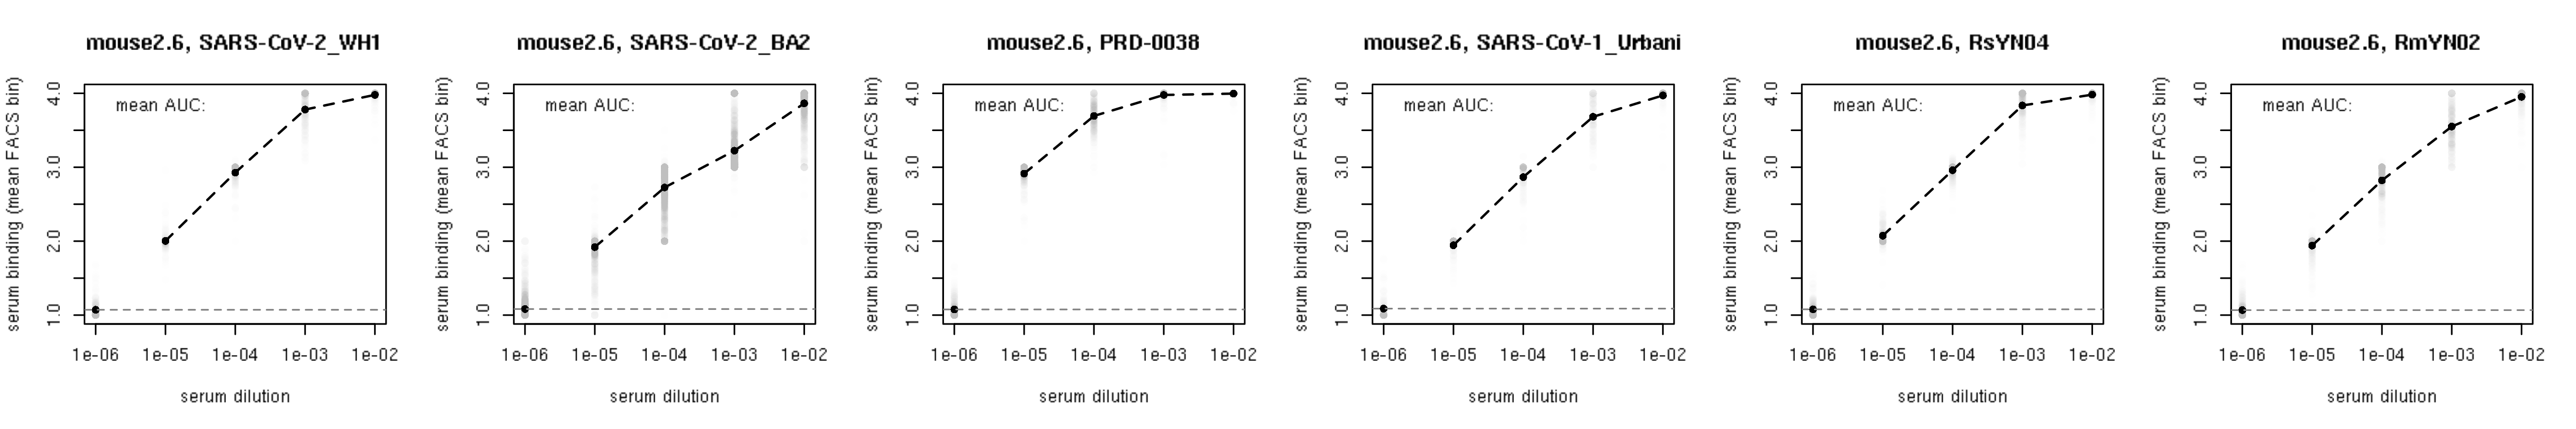 mouse2.6, SARS-CoV-2_WH1
serum binding (mean FACS bin)
4.0
3.0
2.0
1.0
mean AUC:
1e-06 1e-05 1e-04 1e-03 1e-02
serum dilution
mouse2.6, SARS-CoV-2_BA2
serum binding (mean FACS bin)
4.0
3.0
2.0
1.0
mean AUC:
1e-06 1e-05 1e-04 1e-03 1e-02
serum dilution
mouse2.6, PRD-0038
serum binding (mean FACS bin)
4.0
3.0
2.0
1.0
mean AUC:
1e-06 1e-05 1e-04 1e-03 1e-02
serum dilution
mouse2.6, SARS-CoV-1_Urbani
serum binding (mean FACS bin)
4.0
3.0
2.0
1.0
mean AUC:
1e-06 1e-05 1e-04 1e-03 1e-02
serum dilution
mouse2.6, RsYN04
serum binding (mean FACS bin)
4.0
3.0
2.0
1.0
mean AUC:
1e-06 1e-05 1e-04 1e-03 1e-02
serum dilution
mouse2.6, RmYN02
serum binding (mean FACS bin)
4.0
3.0
2.0
1.0
mean AUC:
1e-06 1e-05 1e-04 1e-03 1e-02
serum dilution